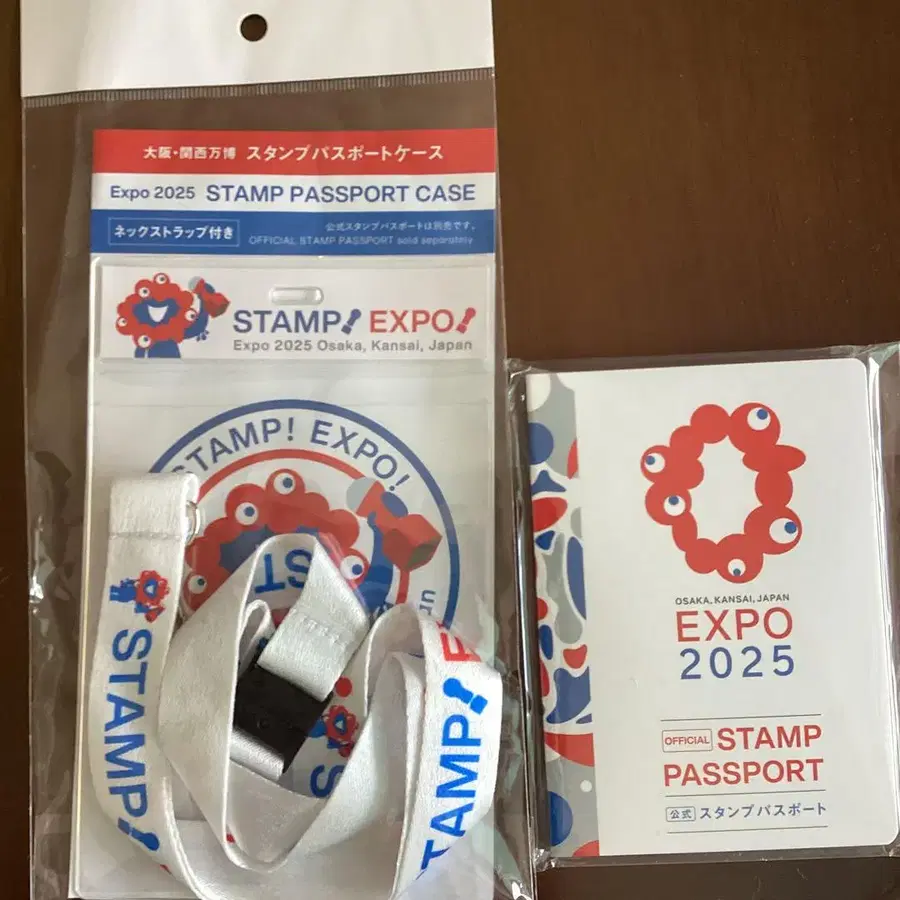 大阪・関西万博 スタンプパスポートケース
Expo 2025 STAMP PASSPORT CASE
ネックストラップ付き
公式スタンプパスポートは別売です。
OFFICIAL STAMP PASSPORT sold separately
STAMP! EXPO!
Expo 2025 Osaka, Kansai, Japan
STAMP! EXPO!
ST
STAMP!
STAMP!
OSAKA, KANSAI, JAPAN
EXPO
2025
OFFICIAL STAMP
PASSPORT
公式 スタンプパスポート